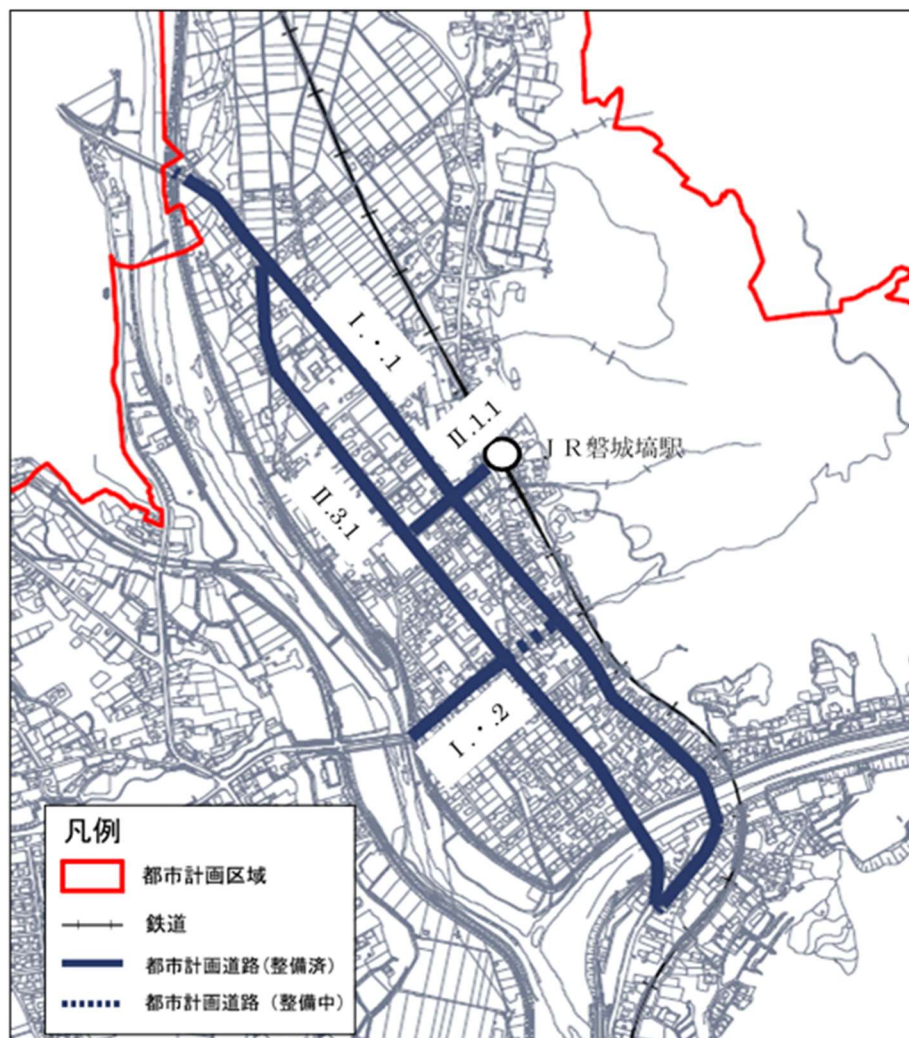 Ⅰ.・.1
Ⅱ.1.1
JR磐城塙駅
Ⅱ.3.1
Ⅰ.・.2
凡例
都市計画区域
鉄道
都市計画道路(整備済)
都市計画道路(整備中)